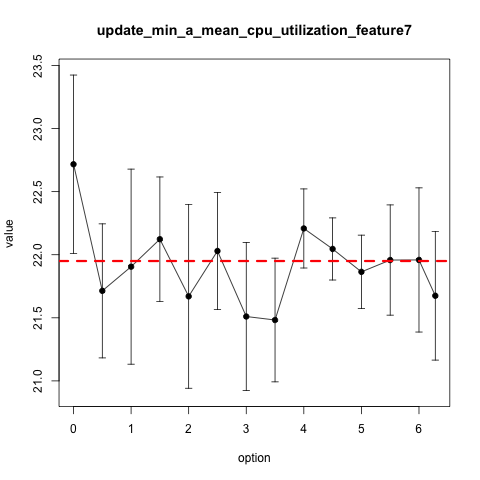 update_min_a_mean_cpu_utilization_feature7
value
23.5
23.0
22.5
22.0
21.5
21.0
0 1 2 3 4 5 6
option